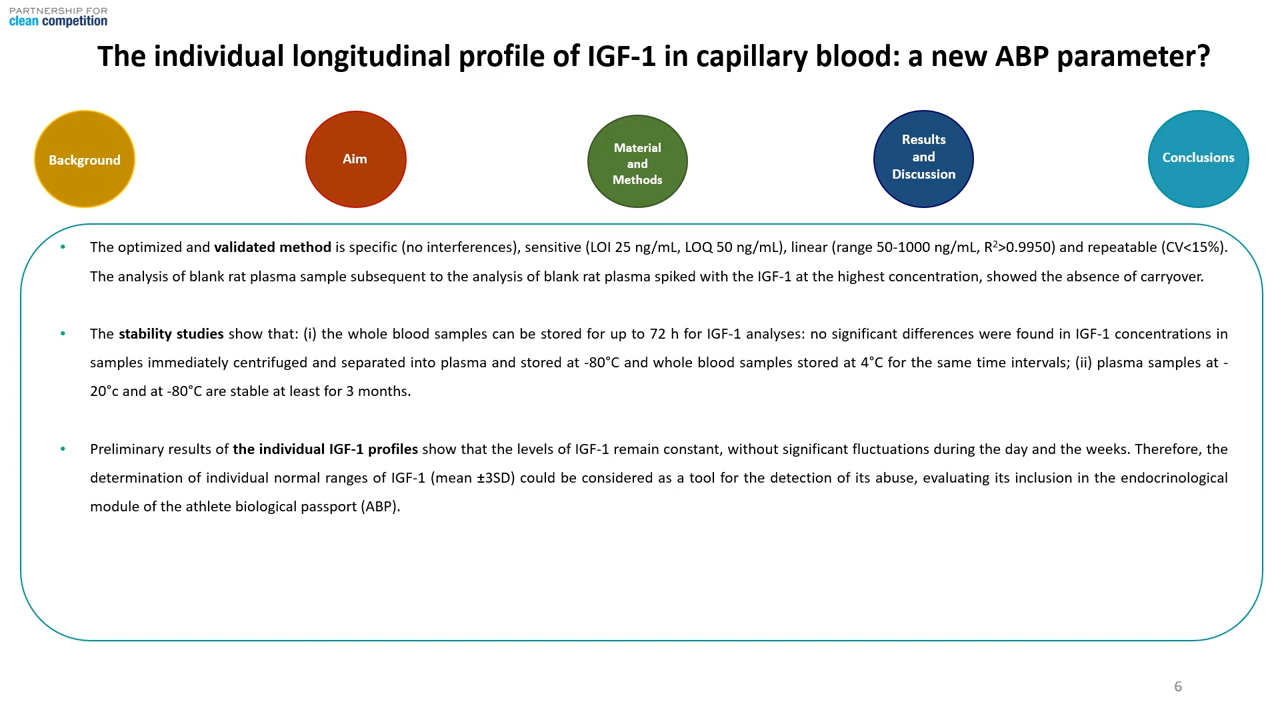 PARTNERSHIP FOR
clean competition
The individual longitudinal profile of IGF-1 in capillary blood: a new ABP parameter?
Background
Aim
Material
and
Methods
Results
and
Discussion
Conclusions
• The optimized and validated method is specific (no interferences), sensitive (LOI 25 ng/mL, LOQ 50 ng/mL), linear (range 50-1000 ng/mL, R²>0.9950) and repeatable (CV<15%).
The analysis of blank rat plasma sample subsequent to the analysis of blank rat plasma spiked with the IGF-1 at the highest concentration, showed the absence of carryover.
• The stability studies show that: (i) the whole blood samples can be stored for up to 72 h for IGF-1 analyses: no significant differences were found in IGF-1 concentrations in
samples immediately centrifuged and separated into plasma and stored at -80°C and whole blood samples stored at 4°C for the same time intervals; (ii) plasma samples at -
20°c and at -80°C are stable at least for 3 months.
• Preliminary results of the individual IGF-1 profiles show that the levels of IGF-1 remain constant, without significant fluctuations during the day and the weeks. Therefore, the
determination of individual normal ranges of IGF-1 (mean ±3SD) could be considered as a tool for the detection of its abuse, evaluating its inclusion in the endocrinological
module of the athlete biological passport (ABP).
6